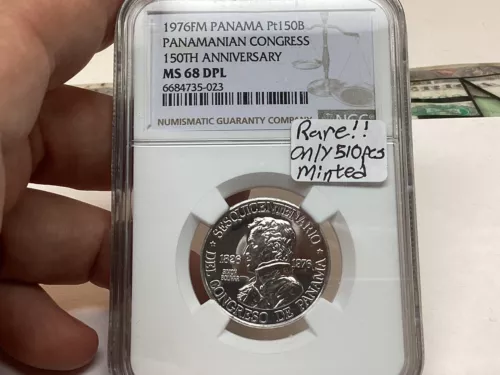 1976FM PANAMA Pt150B
PANAMANIAN CONGRESS
150TH ANNIVERSARY
MS 68 DPL
6684735-023
NUMISMATIC GUARANTY COMPANY
NGC
Rare!!
only 510pcs
minted
SESQUICENTENARIO
1826 1976
DEL CONGRESO DE PANAMA